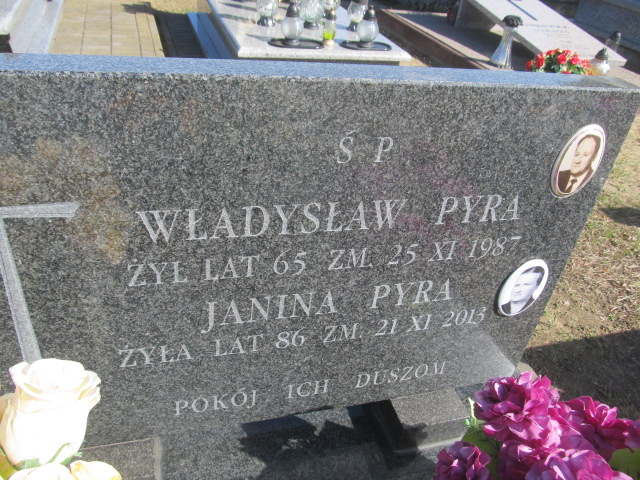 Ś P
WŁADYSŁAW PYRA
ŻYŁ LAT 65 ZM. 25 XI 1987
JANINA PYRA
ŻYŁA LAT 86 ZM. 21 XI 2013
POKÓJ ICH DUSZOM